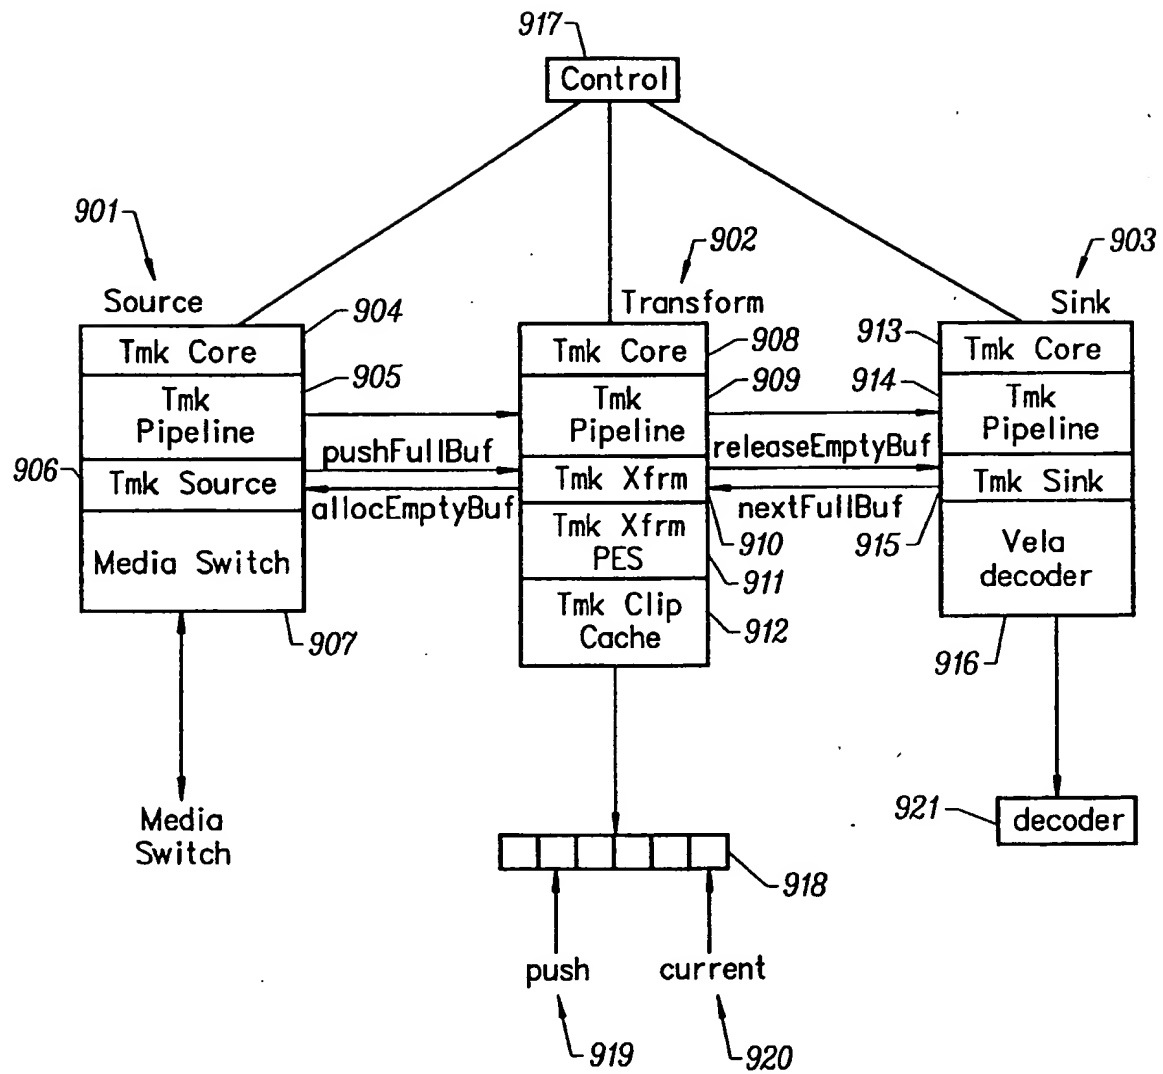 917
Control
901
902
903
Source
Transform
Sink
904
Tmk Core
905
Tmk
Pipeline
906
Tmk Source
Media Switch
907
pushFullBuf
allocEmptyBuf
Tmk Core
908
Tmk
Pipeline
909
Tmk Xfrm
910
Tmk Xfrm
PES
911
Tmk Clip
Cache
912
releaseEmptyBuf
nextFullBuf
913
Tmk Core
914
Tmk
Pipeline
Tmk Sink
915
Vela
decoder
916
Media
Switch
921
decoder
918
push
current
919
920